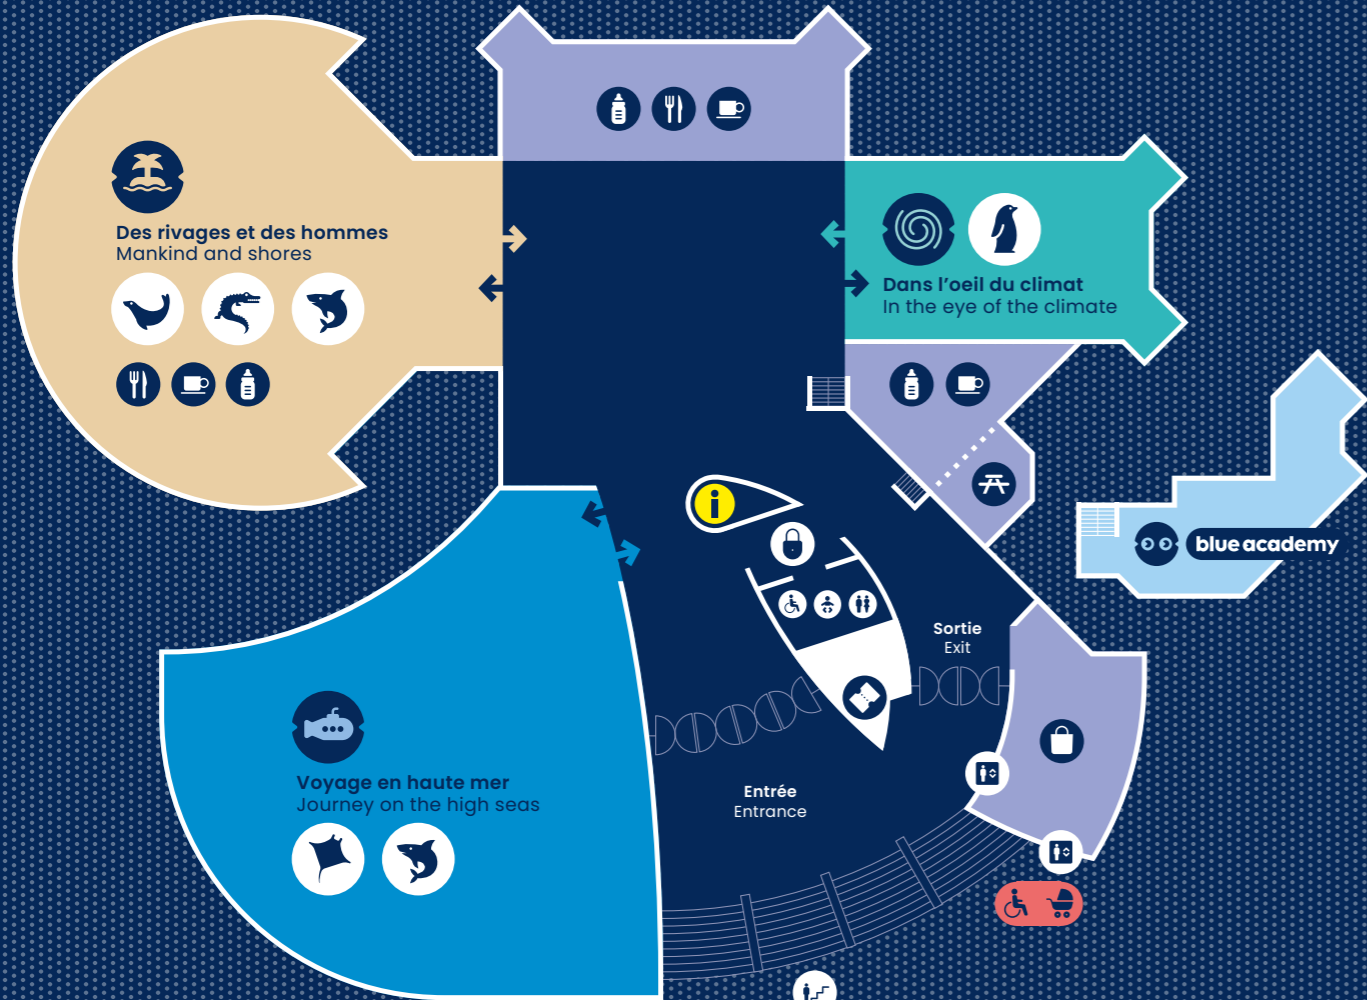 Des rivages et des hommes
Mankind and shores
Dans l'oeil du climat
In the eye of the climate
i
blue academy
Sortie
Exit
Voyage en haute mer
Journey on the high seas
Entrée
Entrance